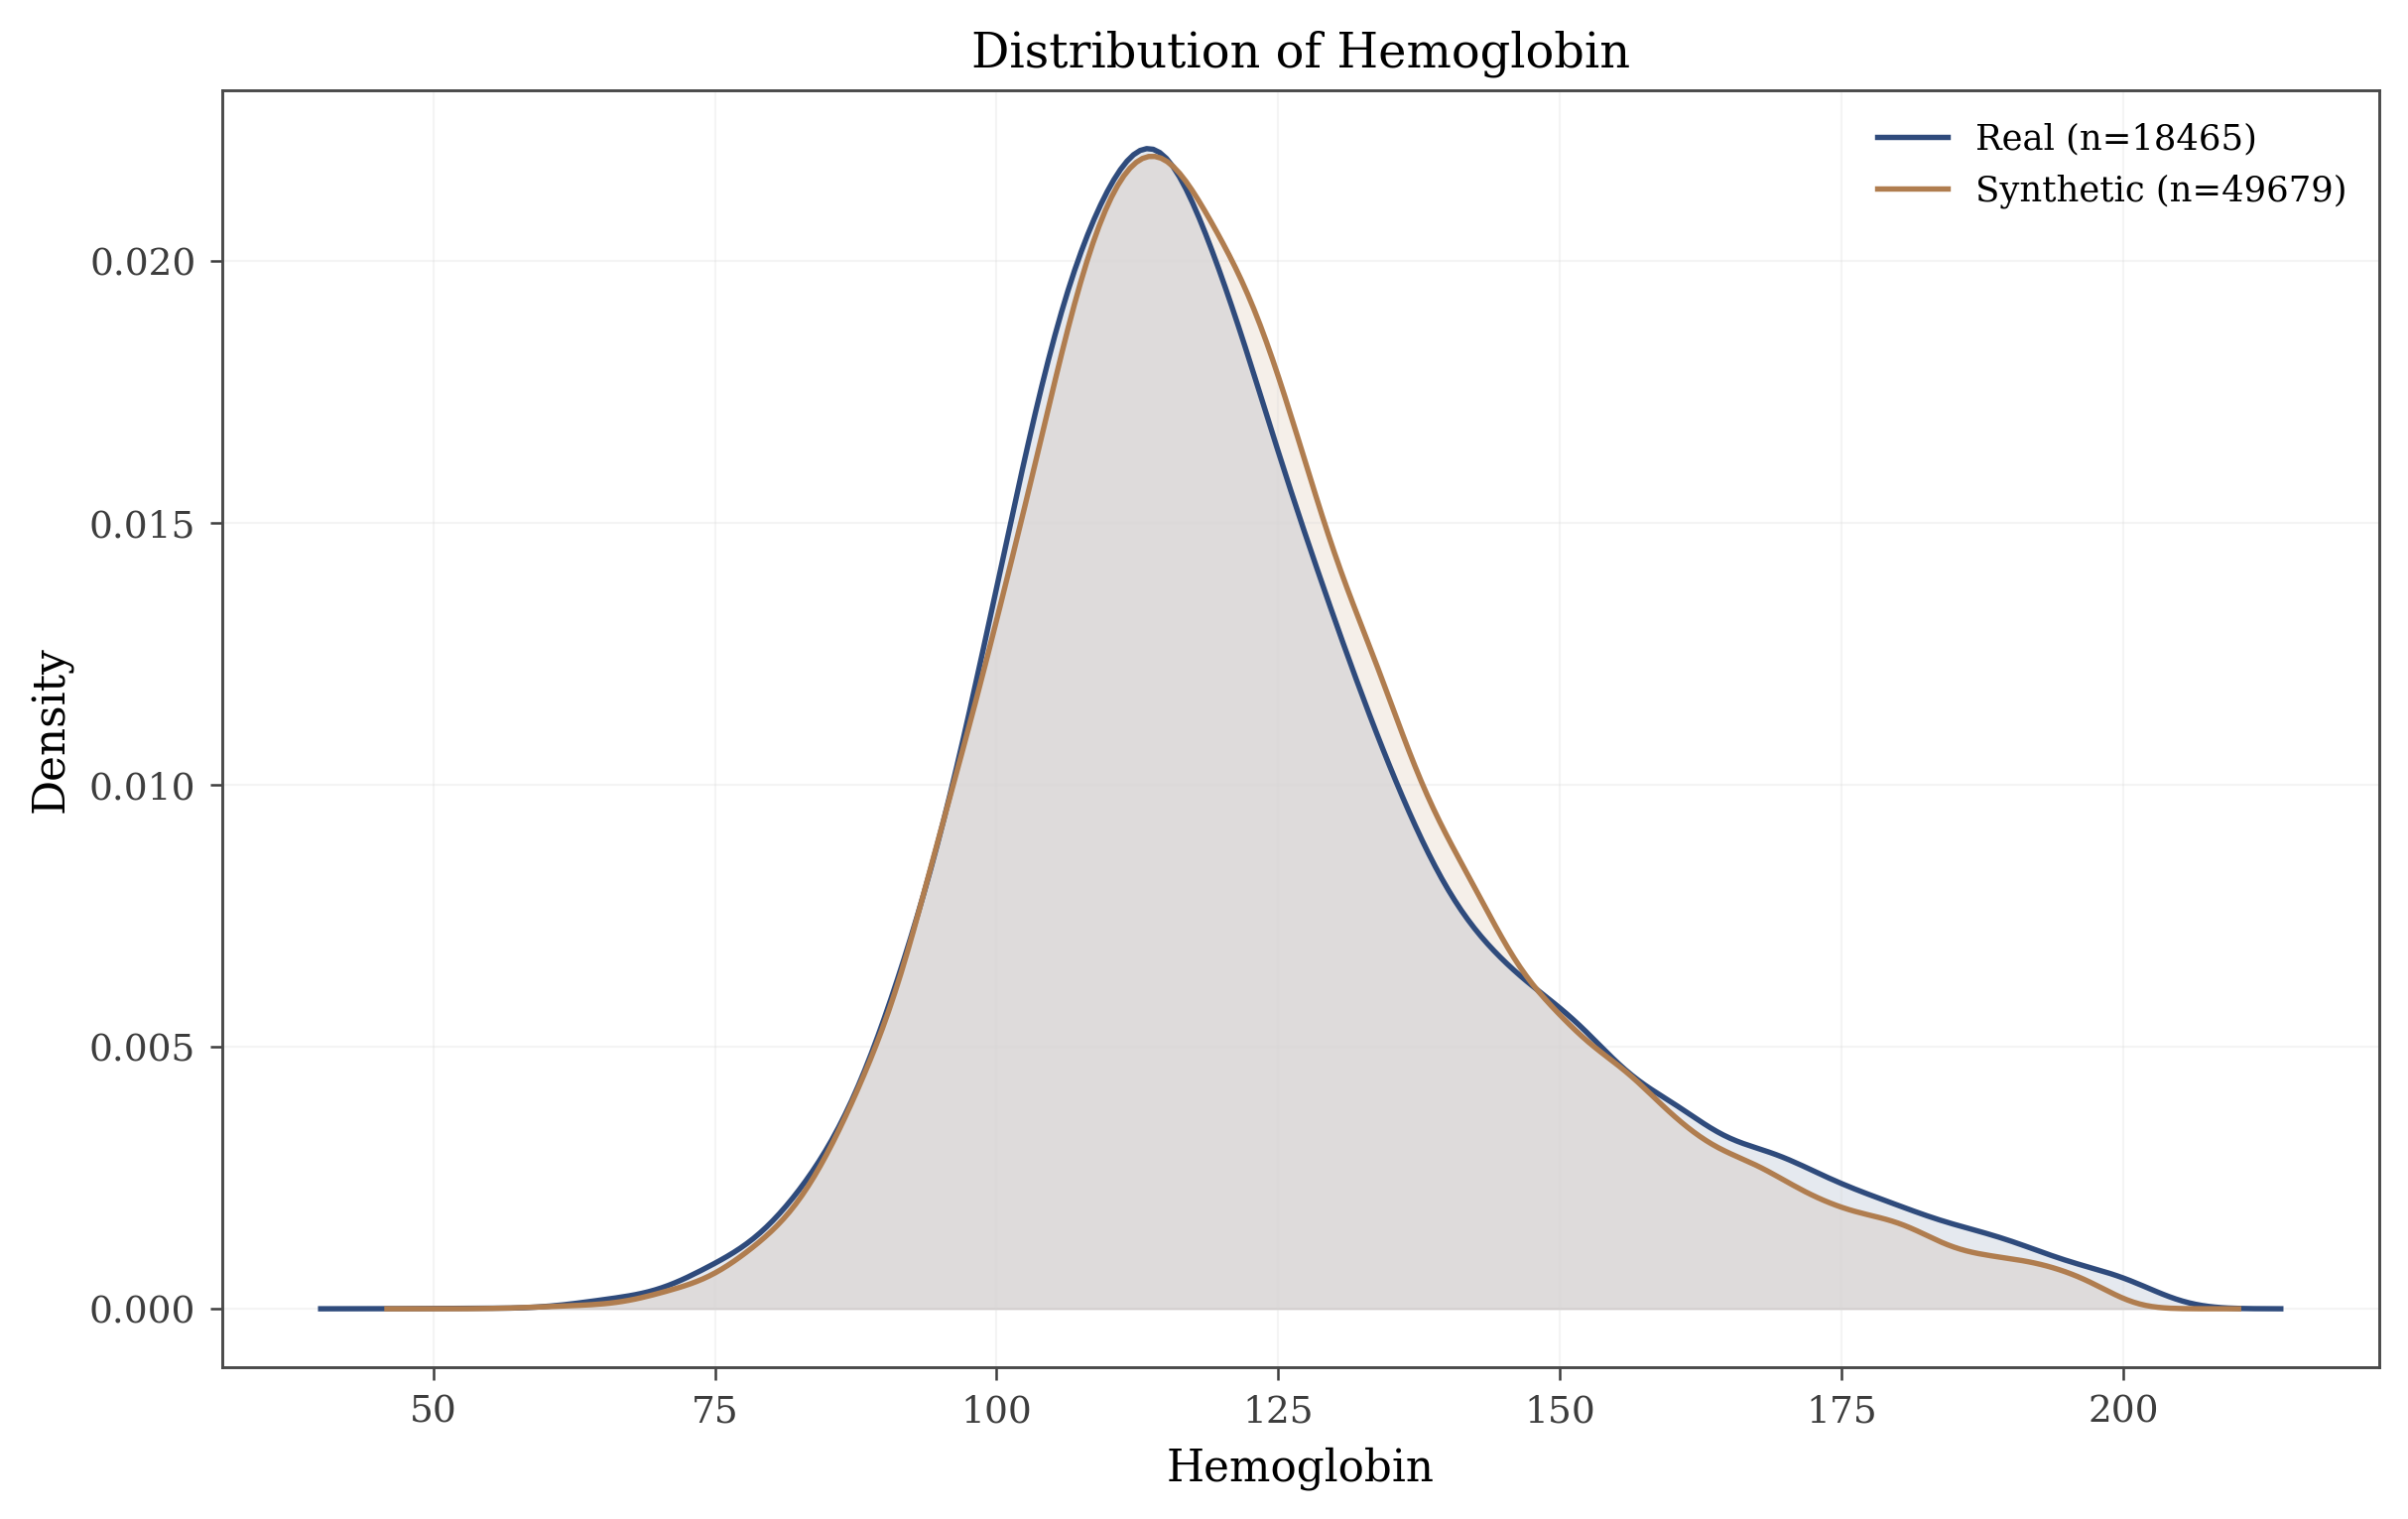 Distribution of Hemoglobin
Real (n=18465)
Synthetic (n=49679)
0.020
0.015
0.010
0.005
0.000
Density
50 75 100 125 150 175 200
Hemoglobin